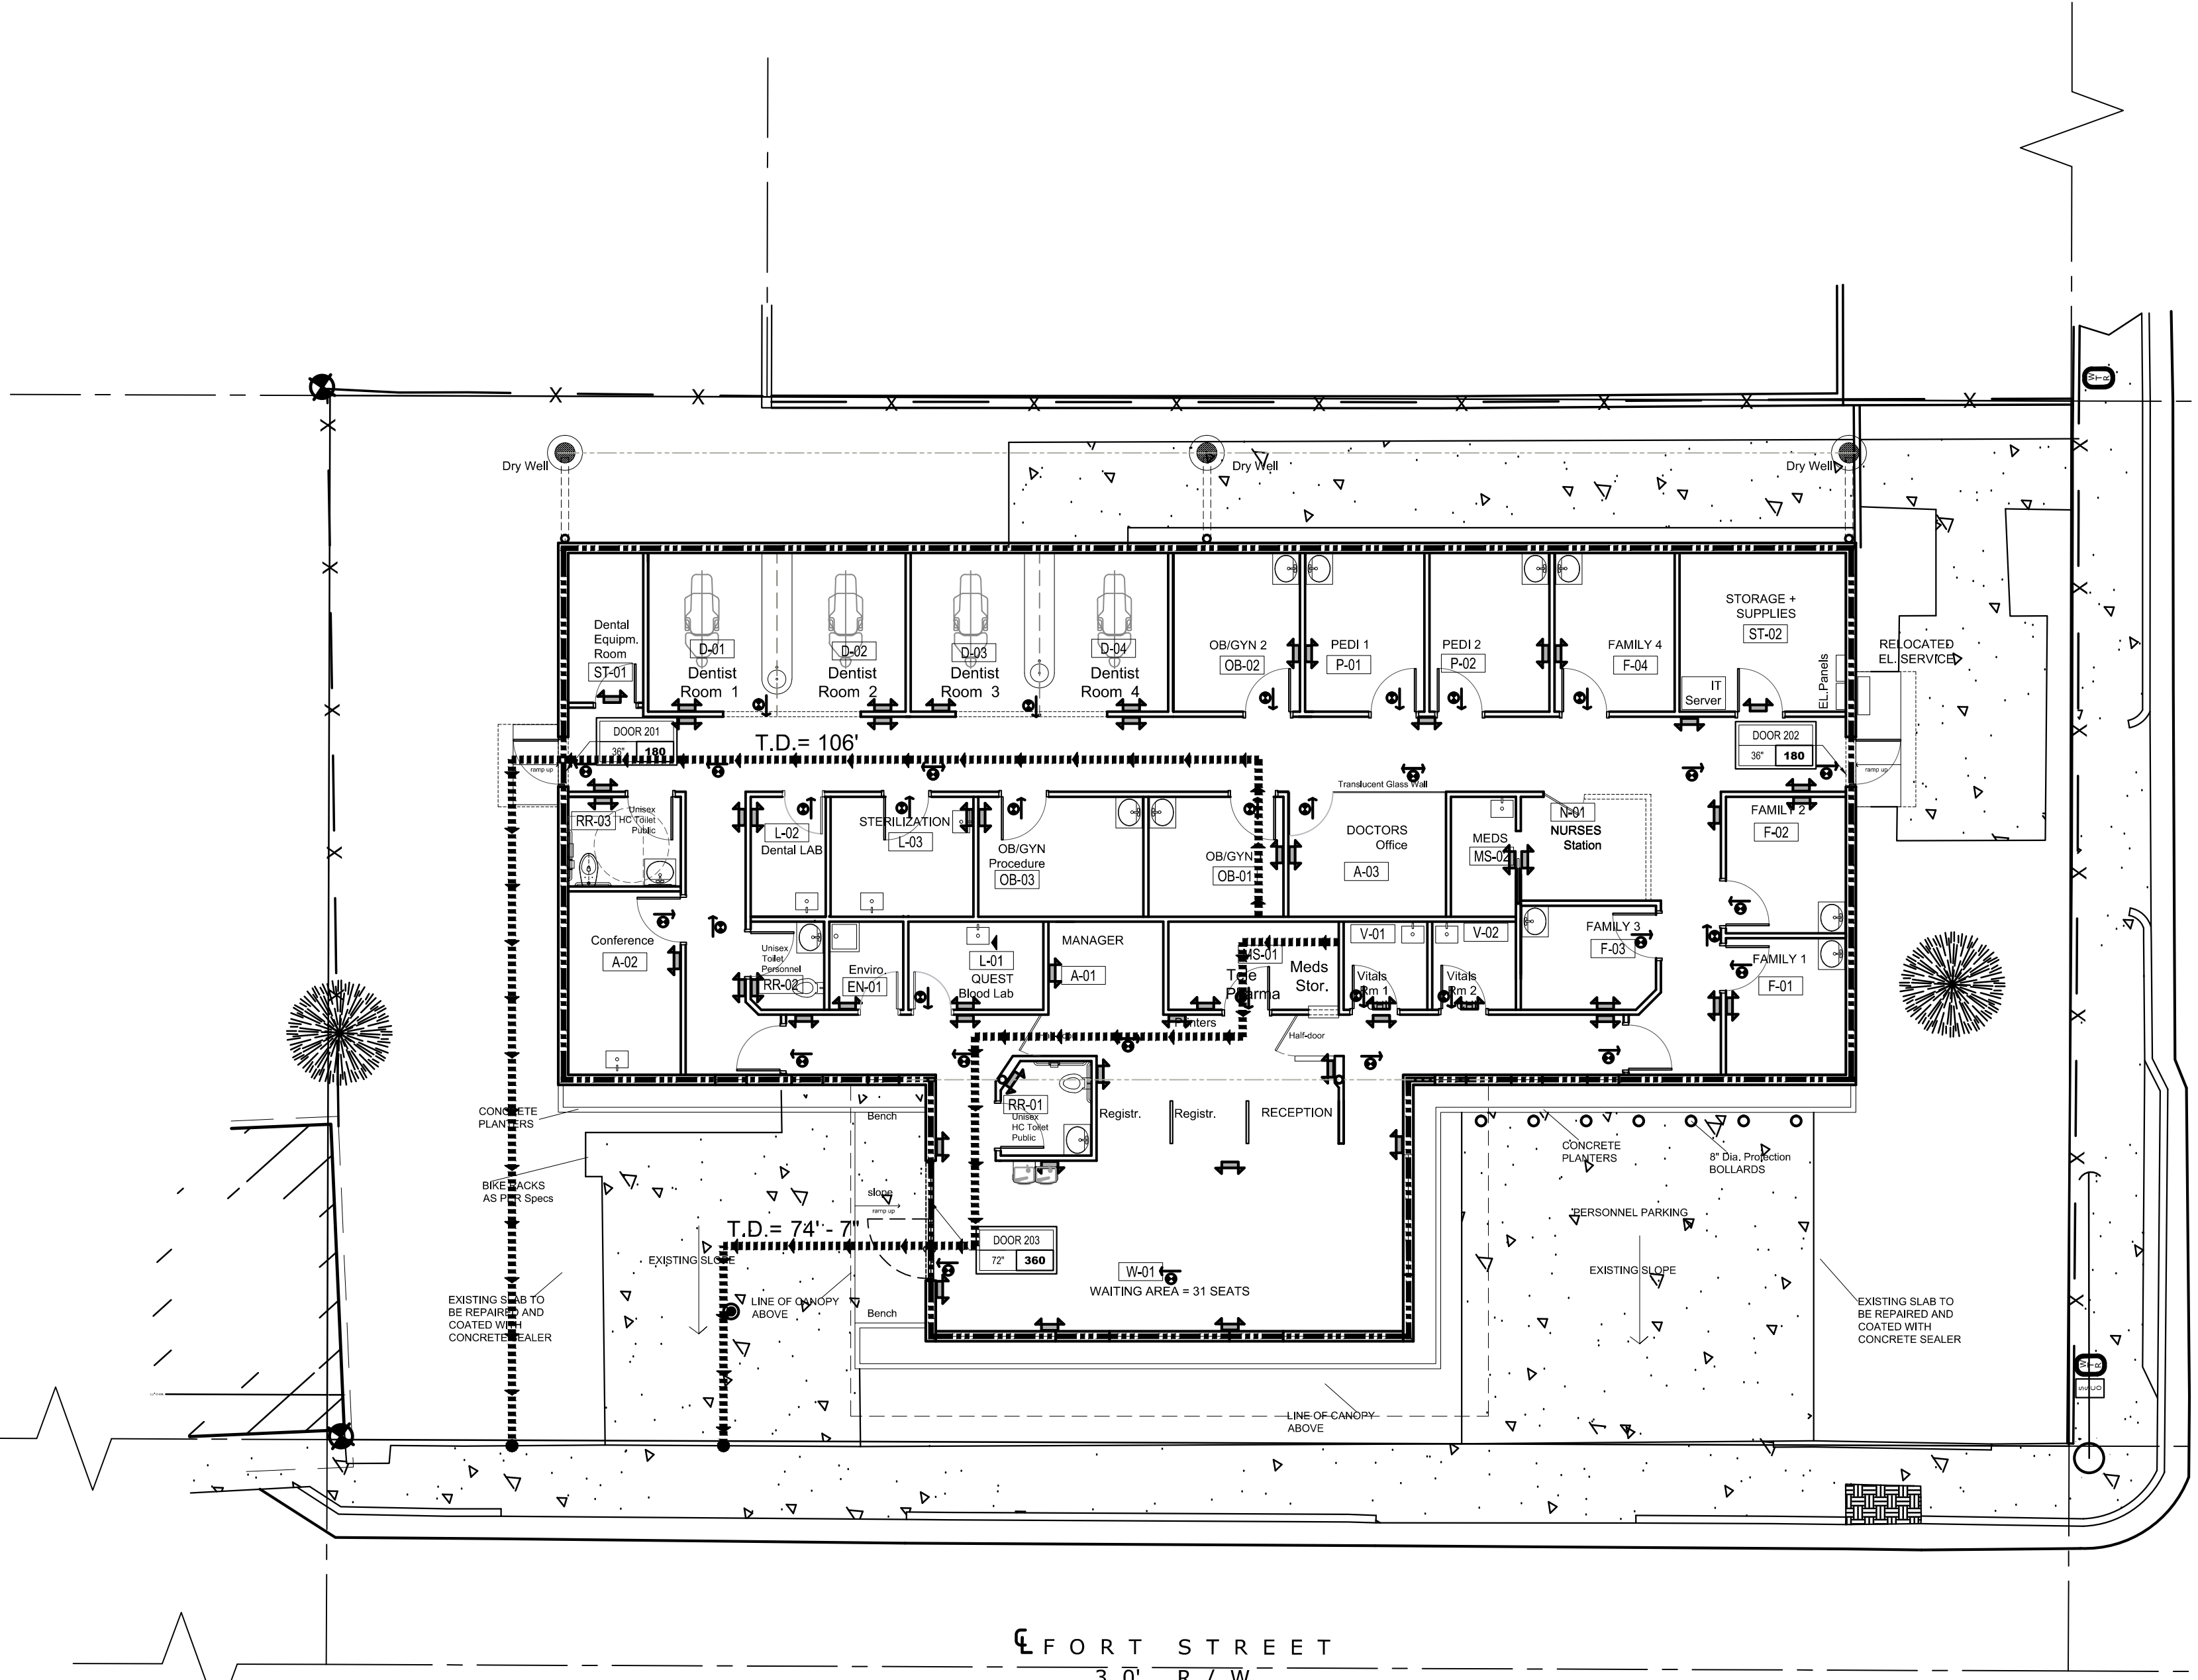 W T R
X
X
X
X
X
X
X
X
X
X
Dry Well
Dry Well
Dry Well
Dental
Equipm.
Room
ST-01
D-01
Dentist
Room 1
D-02
Dentist
Room 2
D-03
Dentist
Room 3
D-04
Dentist
Room 4
OB/GYN 2
OB-02
PEDI 1
P-01
PEDI 2
P-02
FAMILY 4
F-04
STORAGE +
SUPPLIES
ST-02
IT
Server
EL.Panels
RELOCATED
EL. SERVICE
DOOR 201
36" 180
T.D.= 106'
DOOR 202
36" 180
ramp up
ramp up
Translucent Glass Wall
Unisex
HC Toilet
Public
RR-03
L-02
Dental LAB
STERILIZATION
L-03
OB/GYN
Procedure
OB-03
OB/GYN
OB-01
DOCTORS
Office
A-03
MEDS
MS-02
N-01
NURSES
Station
FAMILY 2
F-02
Conference
A-02
Unisex
Toilet
Personnel
RR-02
Enviro.
EN-01
L-01
QUEST
Blood Lab
MANAGER
A-01
MS-01
Tele
Pharma
Meds
Stor.
V-01
Vitals
Rm 1
V-02
Vitals
Rm 2
FAMILY 3
F-03
FAMILY 1
F-01
Printers
Half-door
RR-01
Unisex
HC Toilet
Public
Registr.
Registr.
RECEPTION
CONCRETE
PLANTERS
Bench
BIKE RACKS
AS PER Specs
slope
ramp up
T.D.= 74' - 7"
EXISTING SLOPE
DOOR 203
72" 360
W-01
WAITING AREA = 31 SEATS
LINE OF CANOPY
ABOVE
Bench
EXISTING SLAB TO
BE REPAIRED AND
COATED WITH
CONCRETE SEALER
CONCRETE
PLANTERS
8" Dia. Protection
BOLLARDS
PERSONNEL PARKING
EXISTING SLOPE
EXISTING SLAB TO
BE REPAIRED AND
COATED WITH
CONCRETE SEALER
LINE OF CANOPY
ABOVE
W T R
FORT STREET
30' R/W